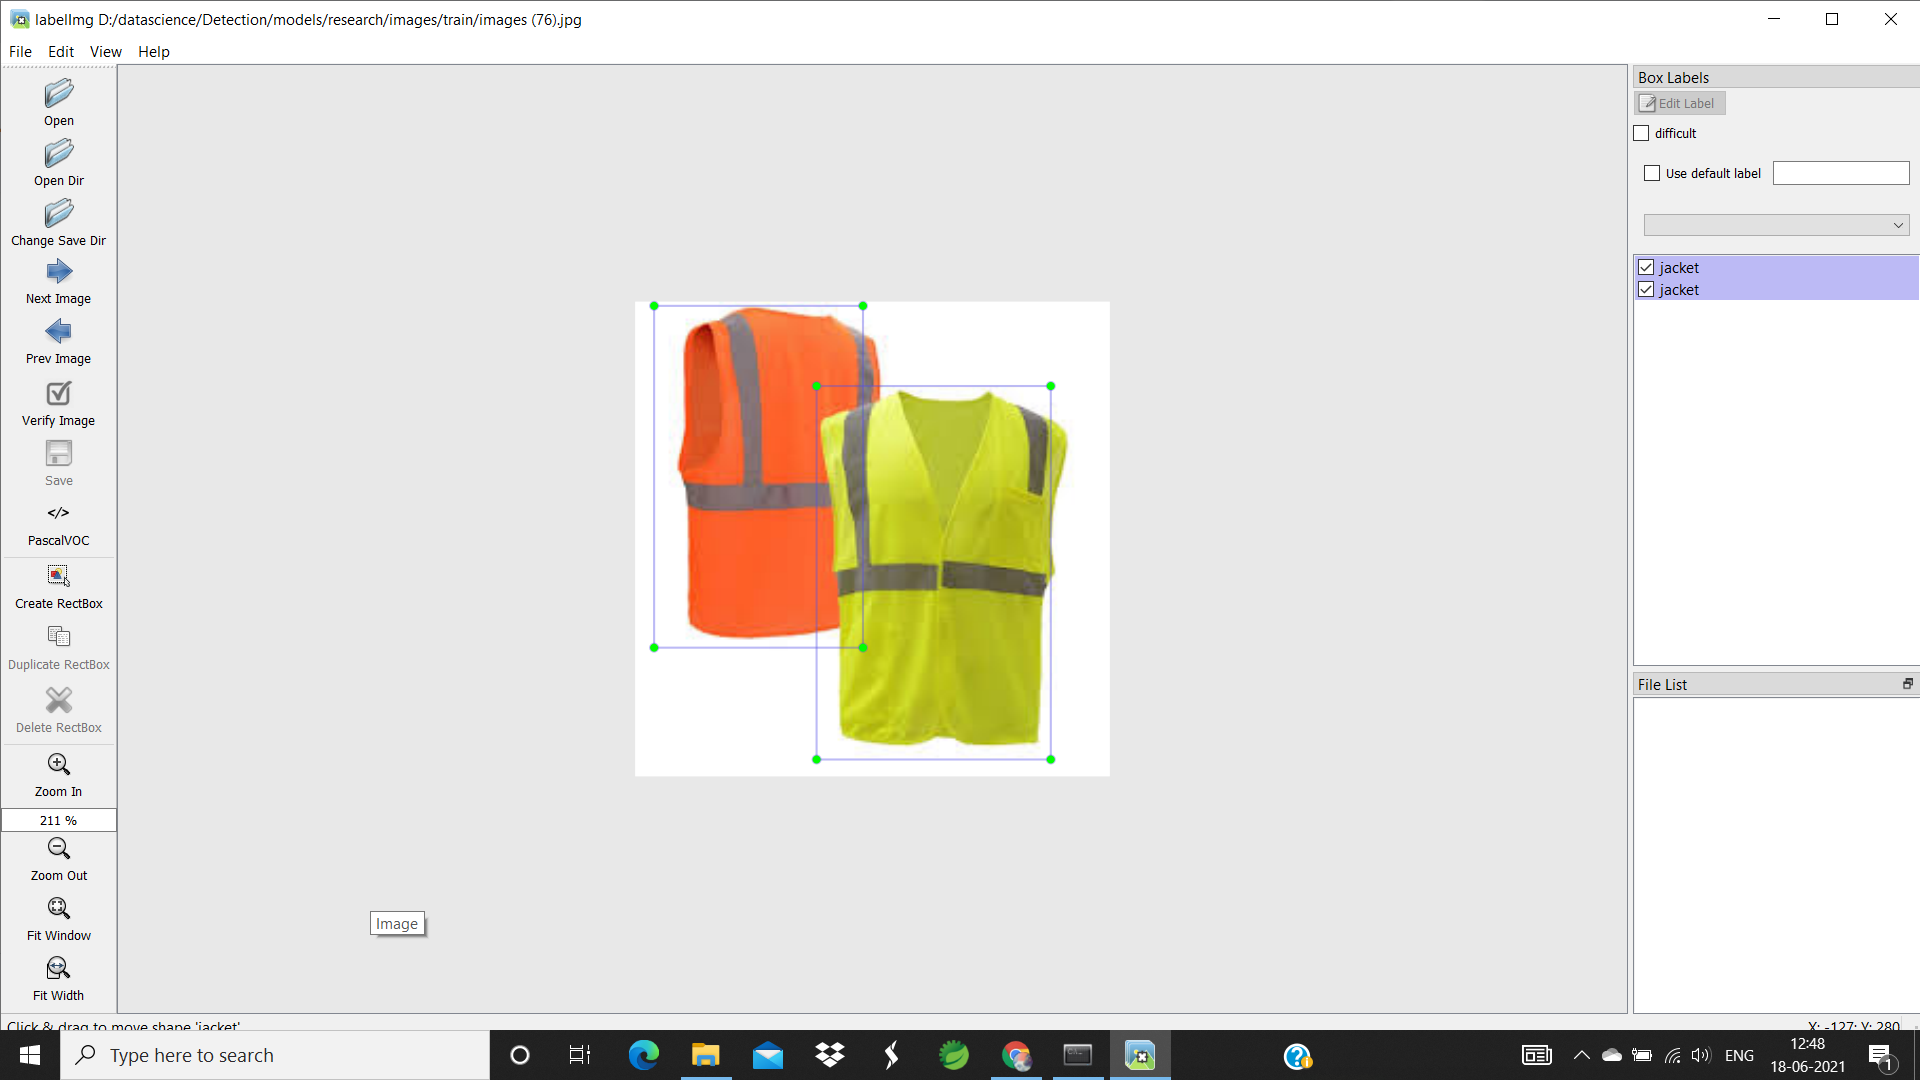 labelImg D:/datascience/Detection/models/research/images/train/images (76).jpg
File Edit View Help
Open
Open Dir
Change Save Dir
Next Image
Prev Image
Verify Image
Save
</>
PascalVOC
Create RectBox
Duplicate RectBox
Delete RectBox
Zoom In
211 %
Zoom Out
Fit Window
Fit Width
Image
Box Labels
Edit Label
difficult
Use default label
jacket
jacket
File List
Click & drag to move shape 'jacket'
X: -127; Y: 280
Type here to search
ENG
12:48
18-06-2021
1